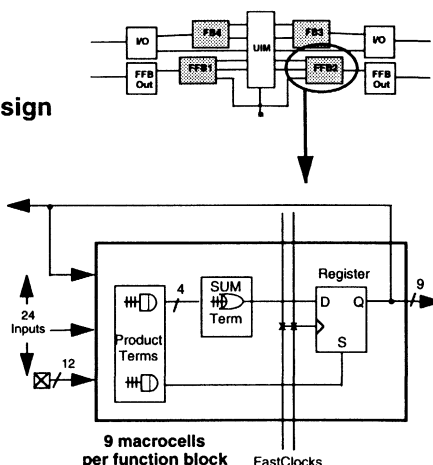 I/O
FB4
UIM
FB3
I/O
FFB
Out
FFB1
FFB2
FFB
Out
sign
24
Inputs
12
4
SUM
Term
Product
Terms
Register
D
Q
S
9
9 macrocells
per function block
FastClocks